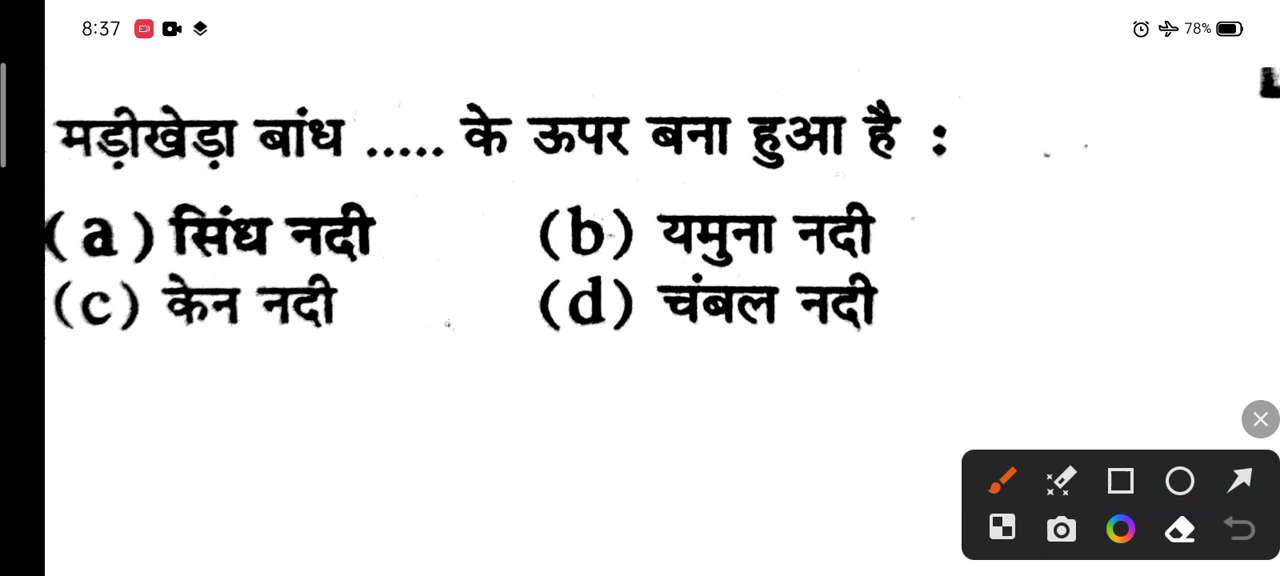 8:37 78%
मड़ीखेड़ा बांध ..... के ऊपर बना हुआ है :
(a) सिंध नदी (b) यमुना नदी
(c) केन नदी (d) चंबल नदी